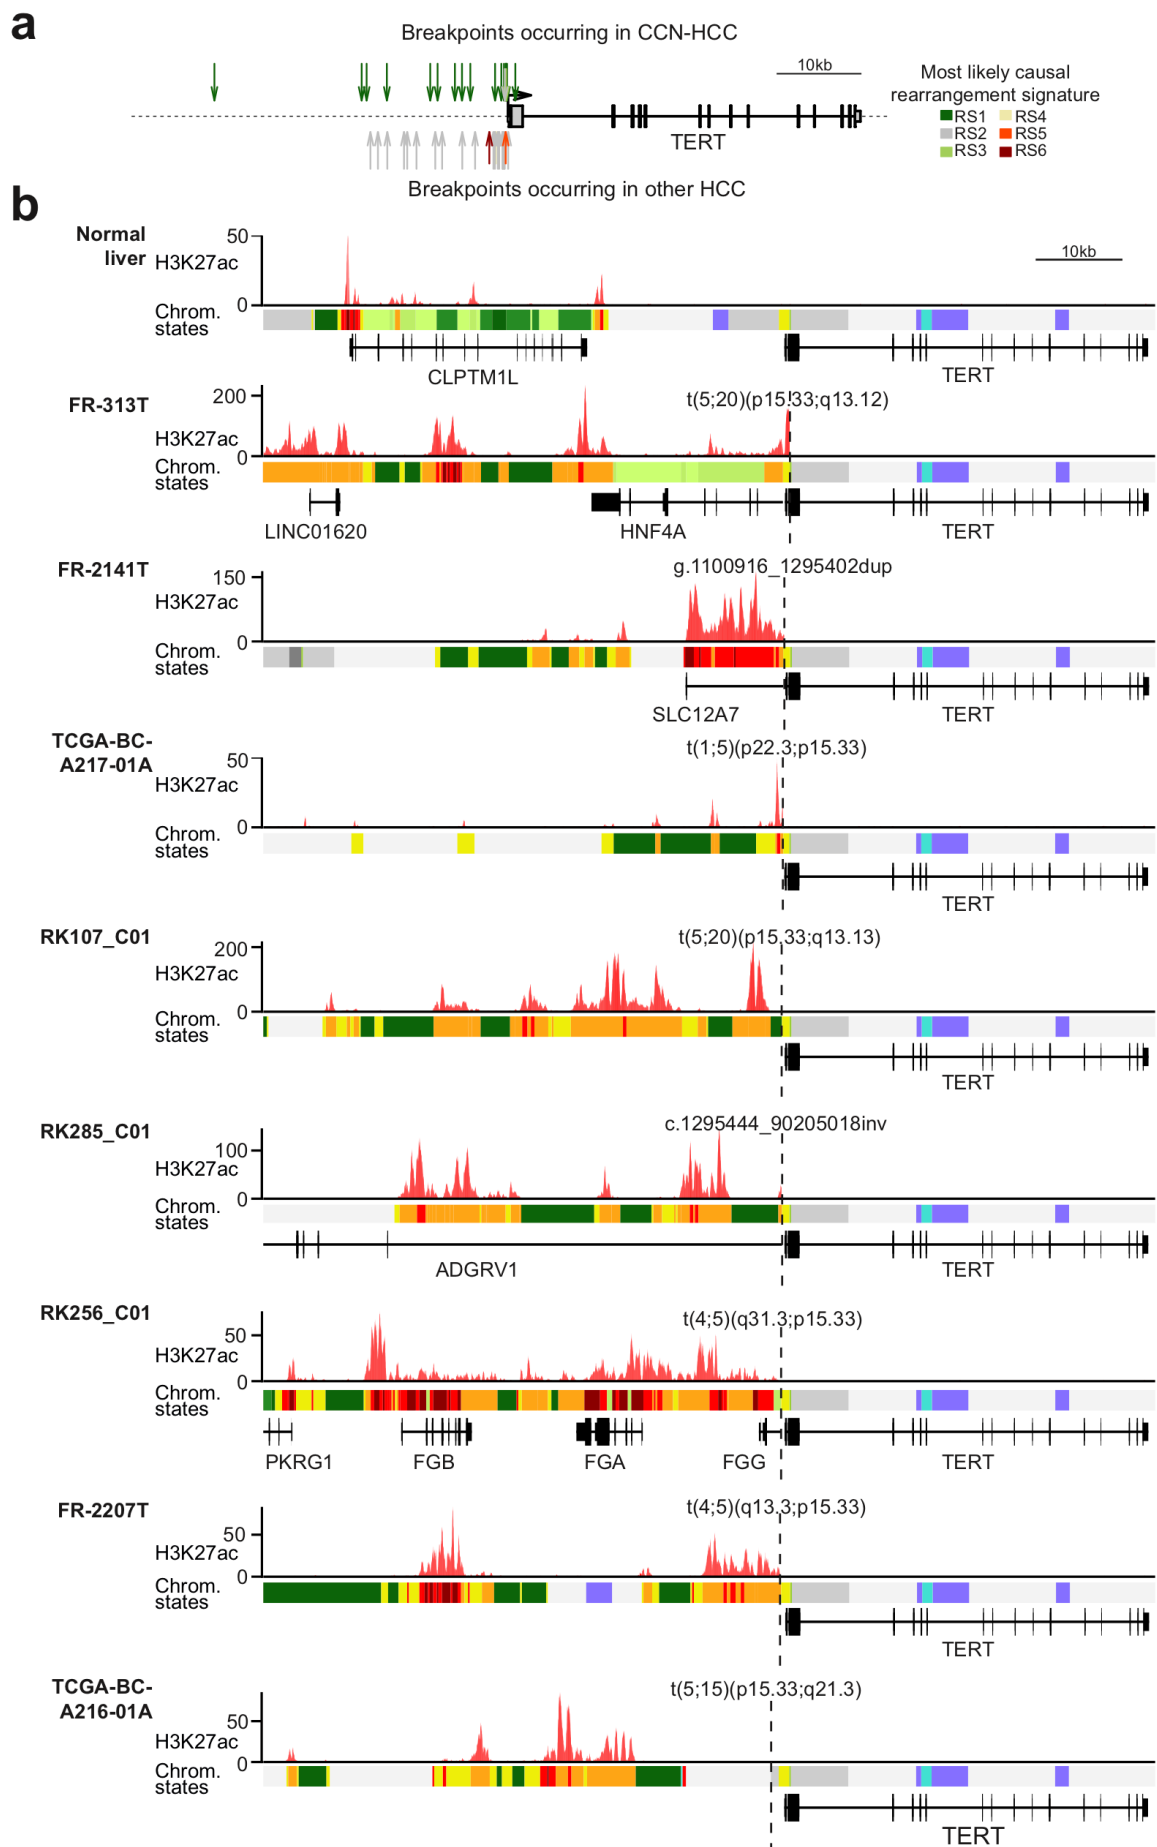 a
Breakpoints occurring in CCN-HCC
10kb
Most likely causal
rearrangement signature
RS1 RS4
RS2 RS5
RS3 RS6
TERT
Breakpoints occurring in other HCC
b
Normal
liver
H3K27ac
50
0
10kb
Chrom.
states
CLPTM1L
TERT
FR-313T
H3K27ac
200
0
t(5;20)(p15.33;q13.12)
Chrom.
states
LINC01620
HNF4A
TERT
FR-2141T
H3K27ac
150
0
g.1100916_1295402dup
Chrom.
states
SLC12A7
TERT
TCGA-BC-
A217-01A
H3K27ac
50
0
t(1;5)(p22.3;p15.33)
Chrom.
states
TERT
RK107_C01
H3K27ac
200
0
t(5;20)(p15.33;q13.13)
Chrom.
states
TERT
RK285_C01
H3K27ac
100
0
c.1295444_90205018inv
Chrom.
states
ADGRV1
TERT
RK256_C01
H3K27ac
50
0
t(4;5)(q31.3;p15.33)
Chrom.
states
PKRG1
FGB
FGA
FGG
TERT
FR-2207T
H3K27ac
50
0
t(4;5)(q13.3;p15.33)
Chrom.
states
TERT
TCGA-BC-
A216-01A
H3K27ac
50
0
t(5;15)(p15.33;q21.3)
Chrom.
states
TERT